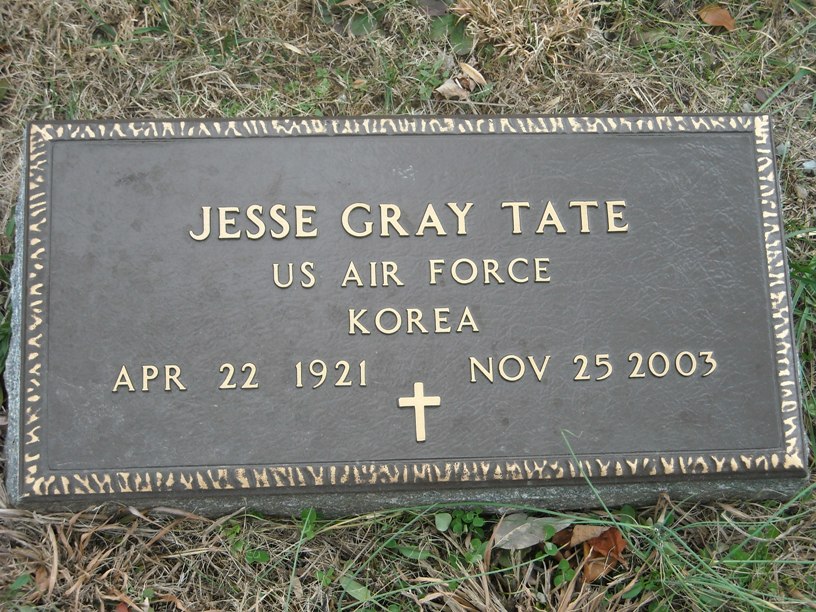 JESSE GRAY TATE
US AIR FORCE
KOREA
APR 22 1921 NOV 25 2003